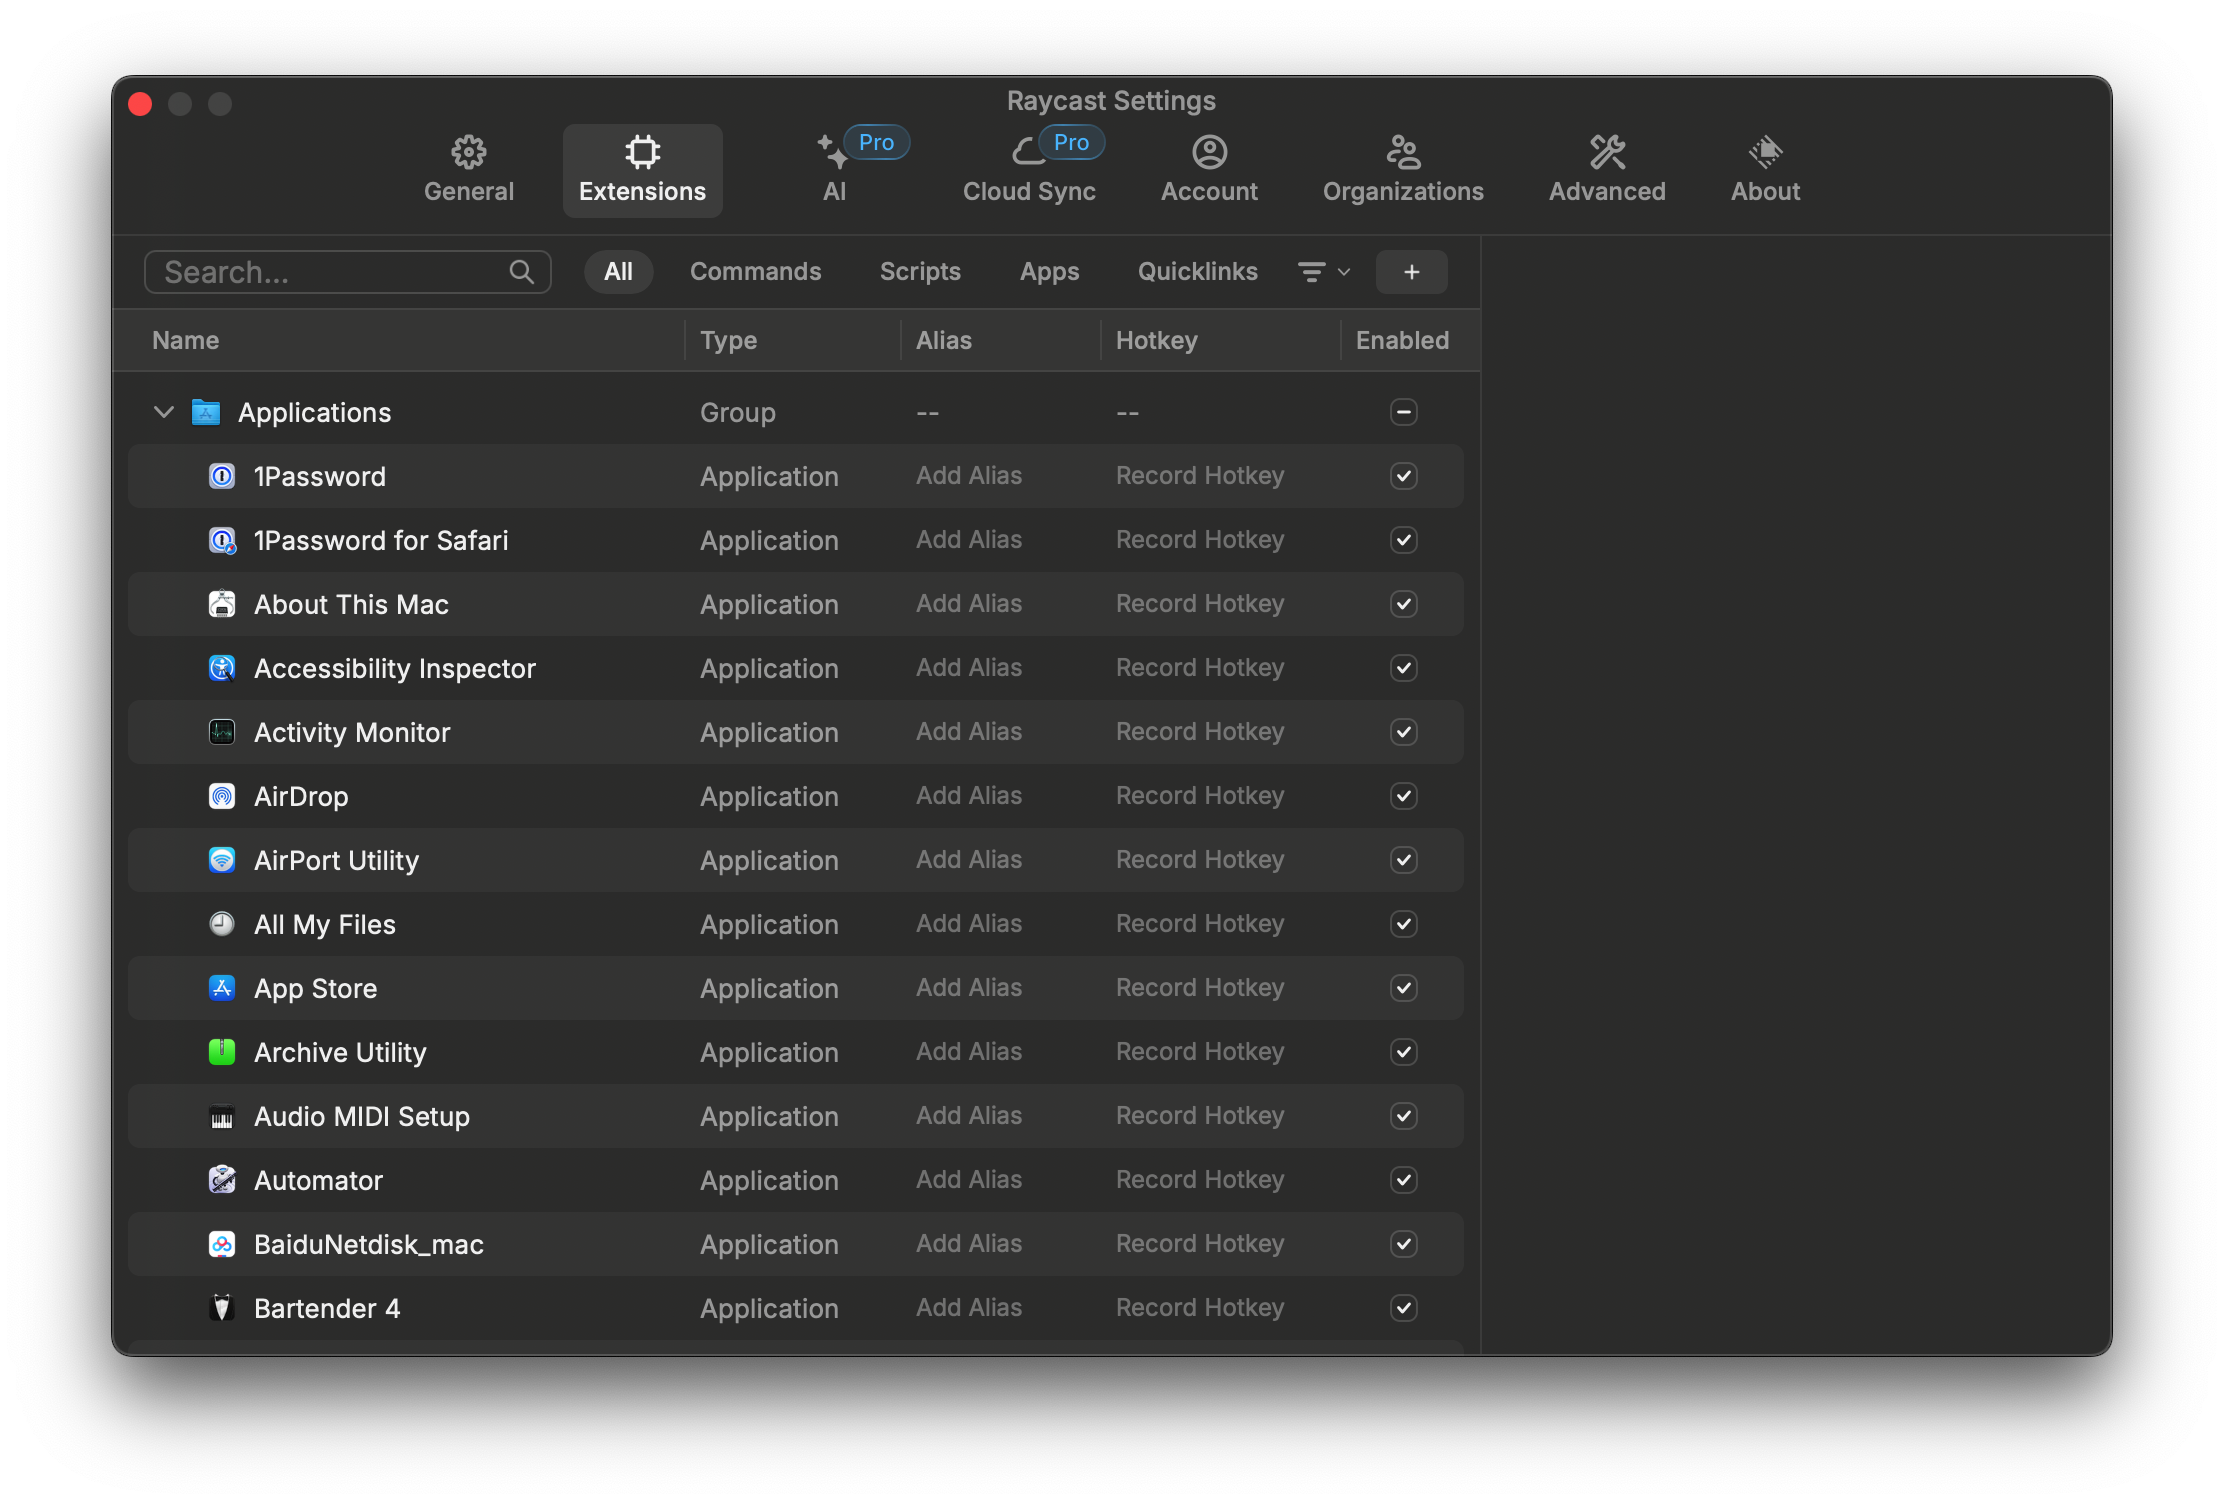 Raycast Settings
General
Extensions
AI
Pro
Cloud Sync
Pro
Account
Organizations
Advanced
About
Search...
All
Commands
Scripts
Apps
Quicklinks
+
Name Type Alias Hotkey Enabled
Applications Group -- --
1Password Application Add Alias Record Hotkey
1Password for Safari Application Add Alias Record Hotkey
About This Mac Application Add Alias Record Hotkey
Accessibility Inspector Application Add Alias Record Hotkey
Activity Monitor Application Add Alias Record Hotkey
AirDrop Application Add Alias Record Hotkey
AirPort Utility Application Add Alias Record Hotkey
All My Files Application Add Alias Record Hotkey
App Store Application Add Alias Record Hotkey
Archive Utility Application Add Alias Record Hotkey
Audio MIDI Setup Application Add Alias Record Hotkey
Automator Application Add Alias Record Hotkey
BaiduNetdisk_mac Application Add Alias Record Hotkey
Bartender 4 Application Add Alias Record Hotkey